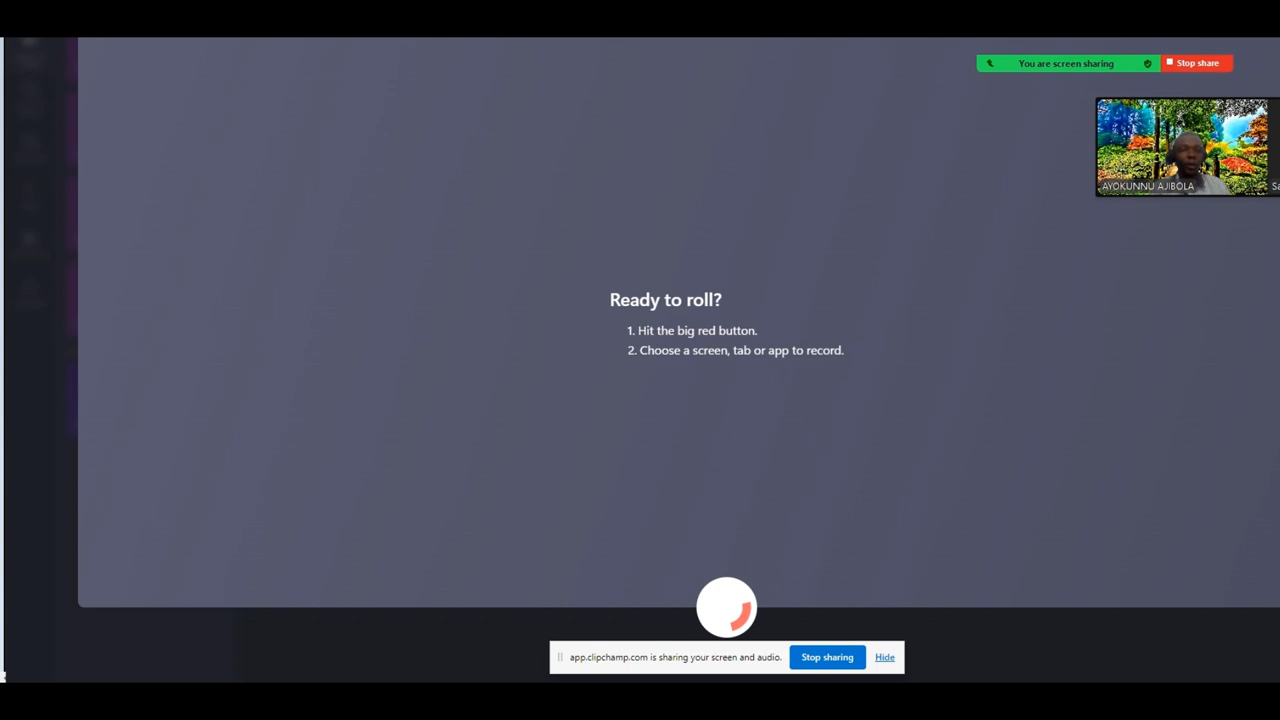 You are screen sharing
Stop share
AYOKUNNU AJIBOLA
Sa
Ready to roll?
1. Hit the big red button.
2. Choose a screen, tab or app to record.
app.clipchamp.com is sharing your screen and audio.
Stop sharing
Hide